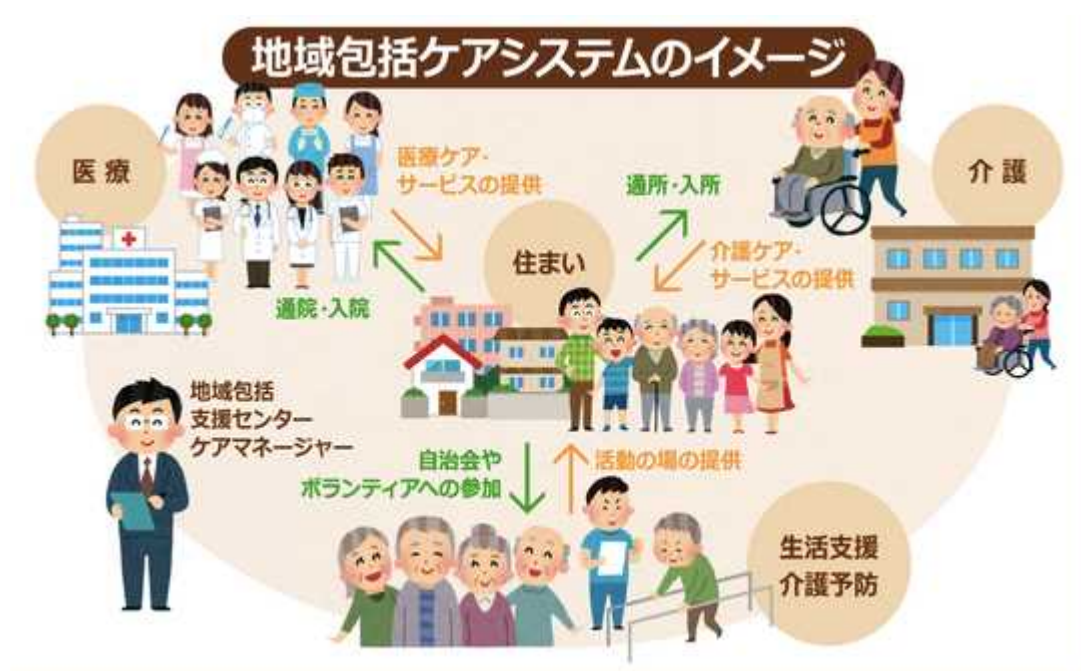 地域包括ケアシステムのイメージ
医療
医療ケア・
サービスの提供
通院・入院
住まい
通所・入所
介護ケア・
サービスの提供
介護
地域包括
支援センター
ケアマネージャー
自治会や
ボランティアへの参加
活動の場の提供
生活支援
介護予防